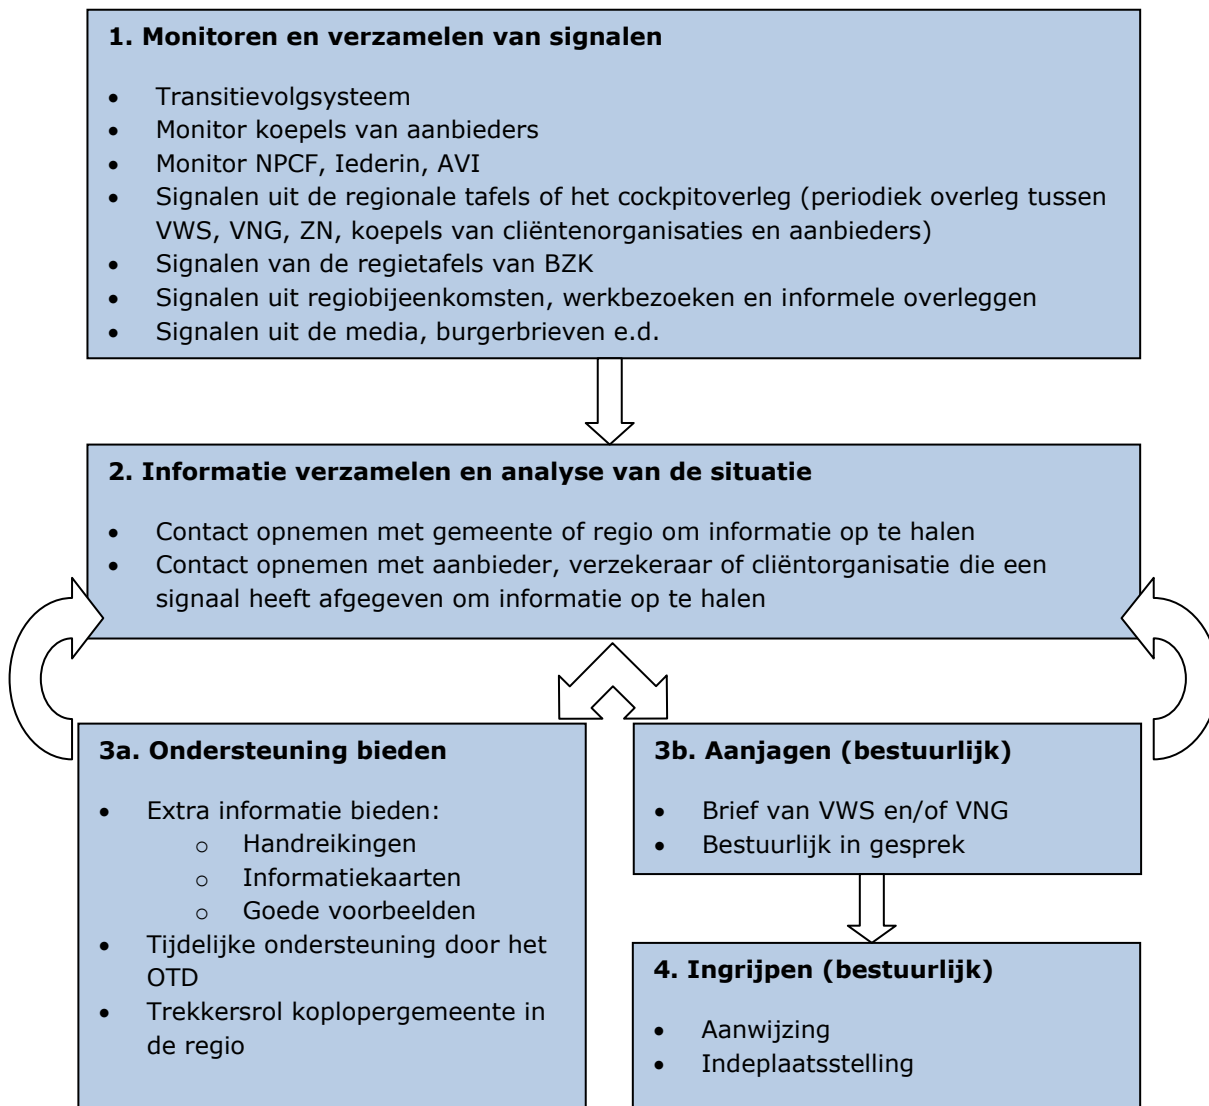 1. Monitoren en verzamelen van signalen
• Transitievolgsysteem
• Monitor koepels van aanbieders
• Monitor NPCF, Iederin, AVI
• Signalen uit de regionale tafels of het cockpitoverleg (periodiek overleg tussen
VWS, VNG, ZN, koepels van cliëntenorganisaties en aanbieders)
• Signalen van de regietafels van BZK
• Signalen uit regiobijeenkomsten, werkbezoeken en informele overleggen
• Signalen uit de media, burgerbrieven e.d.
2. Informatie verzamelen en analyse van de situatie
• Contact opnemen met gemeente of regio om informatie op te halen
• Contact opnemen met aanbieder, verzekeraar of cliëntorganisatie die een
signaal heeft afgegeven om informatie op te halen
3a. Ondersteuning bieden
• Extra informatie bieden:
o Handreikingen
o Informatiekaarten
o Goede voorbeelden
• Tijdelijke ondersteuning door het
OTD
• Trekkersrol koplopergemeente in
de regio
3b. Aanjagen (bestuurlijk)
• Brief van VWS en/of VNG
• Bestuurlijk in gesprek
4. Ingrijpen (bestuurlijk)
• Aanwijzing
• Indeplaatsstelling